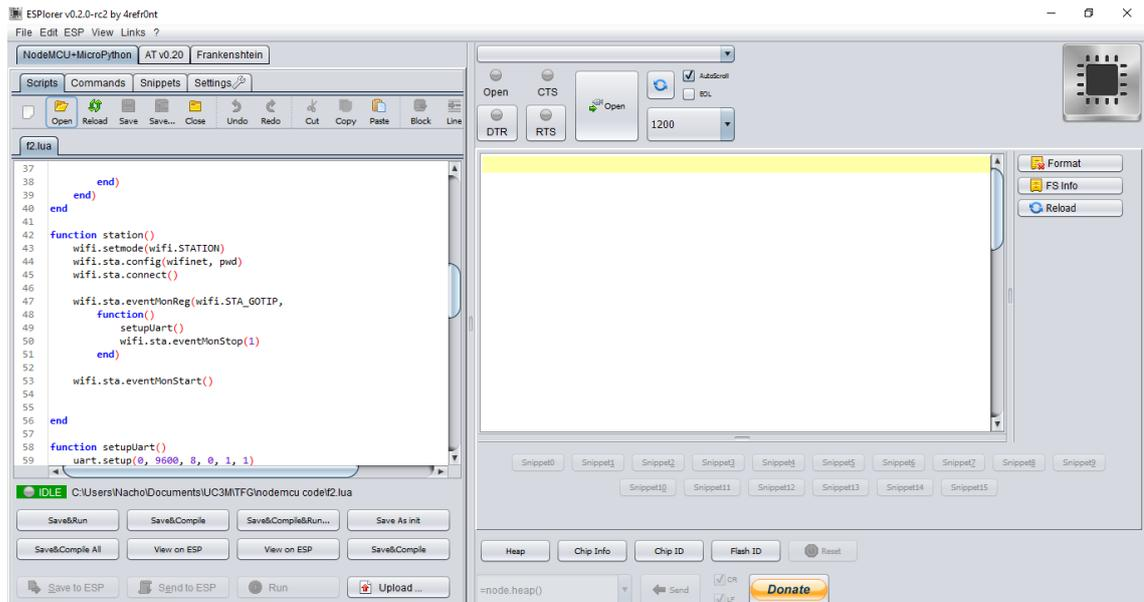 ESPlorer v0.2.0-rc2 by 4refr0nt
File Edit ESP View Links ?
NodeMCU+MicroPython AT v0.20 Frankenshtein
Scripts Commands Snippets Settings
Open Reload Save Save... Close Undo Redo Cut Copy Paste Block Line
f2.lua
37
38 end)
39 end)
40 end
41
42 function station()
43 wifi.setmode(wifi.STATION)
44 wifi.sta.config(wifinet, pwd)
45 wifi.sta.connect()
46
47 wifi.sta.eventMonReg(wifi.STA_GOTIP,
48 function()
49 setupUart()
50 wifi.sta.eventMonStop(1)
51 end)
52
53 wifi.sta.eventMonStart()
54
55
56 end
57
58 function setupUart()
59 uart.setup(0, 9600, 8, 0, 1, 1)
IDLE C:\Users\Nacho\Documents\UC3M\TFG\nodemcu code\f2.lua
Save&Run Save&Compile Save&Compile&Run... Save As init
Save&Compile All View on ESP View on ESP Save&Compile
Save to ESP Send to ESP Run Upload ...
Open CTS
DTR RTS
Open
AutoScroll
EOL
1200
Format
FS Info
Reload
Snippet0 Snippet1 Snippet2 Snippet3 Snippet4 Snippet5 Snippet6 Snippet7 Snippet8 Snippet9
Snippet10 Snippet11 Snippet12 Snippet13 Snippet14 Snippet15
Heap Chip Info Chip ID Flash ID Reset
=node.heap() Send CR LF Donate